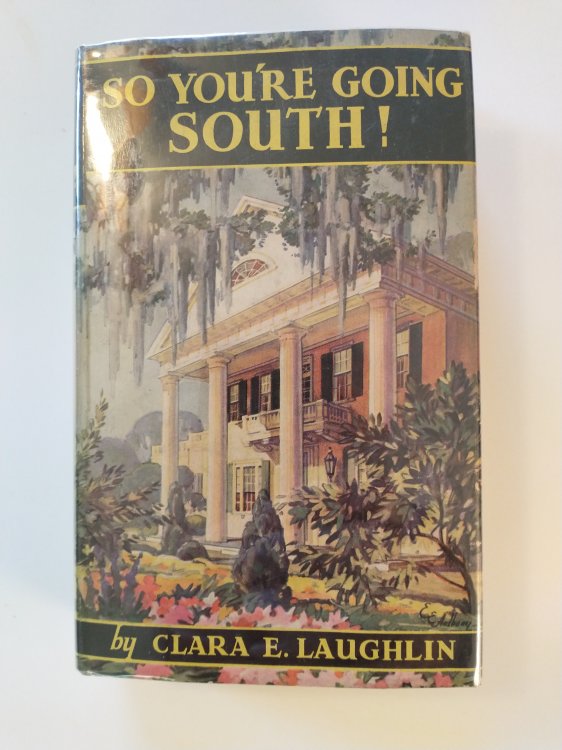 SO YOU'RE GOING
SOUTH!
by CLARA E. LAUGHLIN